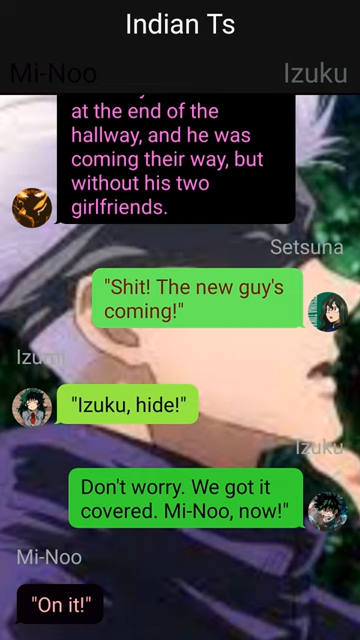 Indian Ts
Mi-Noo
Izuku
at the end of the
hallway, and he was
coming their way, but
without his two
girlfriends.
Setsuna
"Shit! The new guy's
coming!"
Izumi
"Izuku, hide!"
Izuku
Don't worry. We got it
covered. Mi-Noo, now!"
Mi-Noo
"On it!"